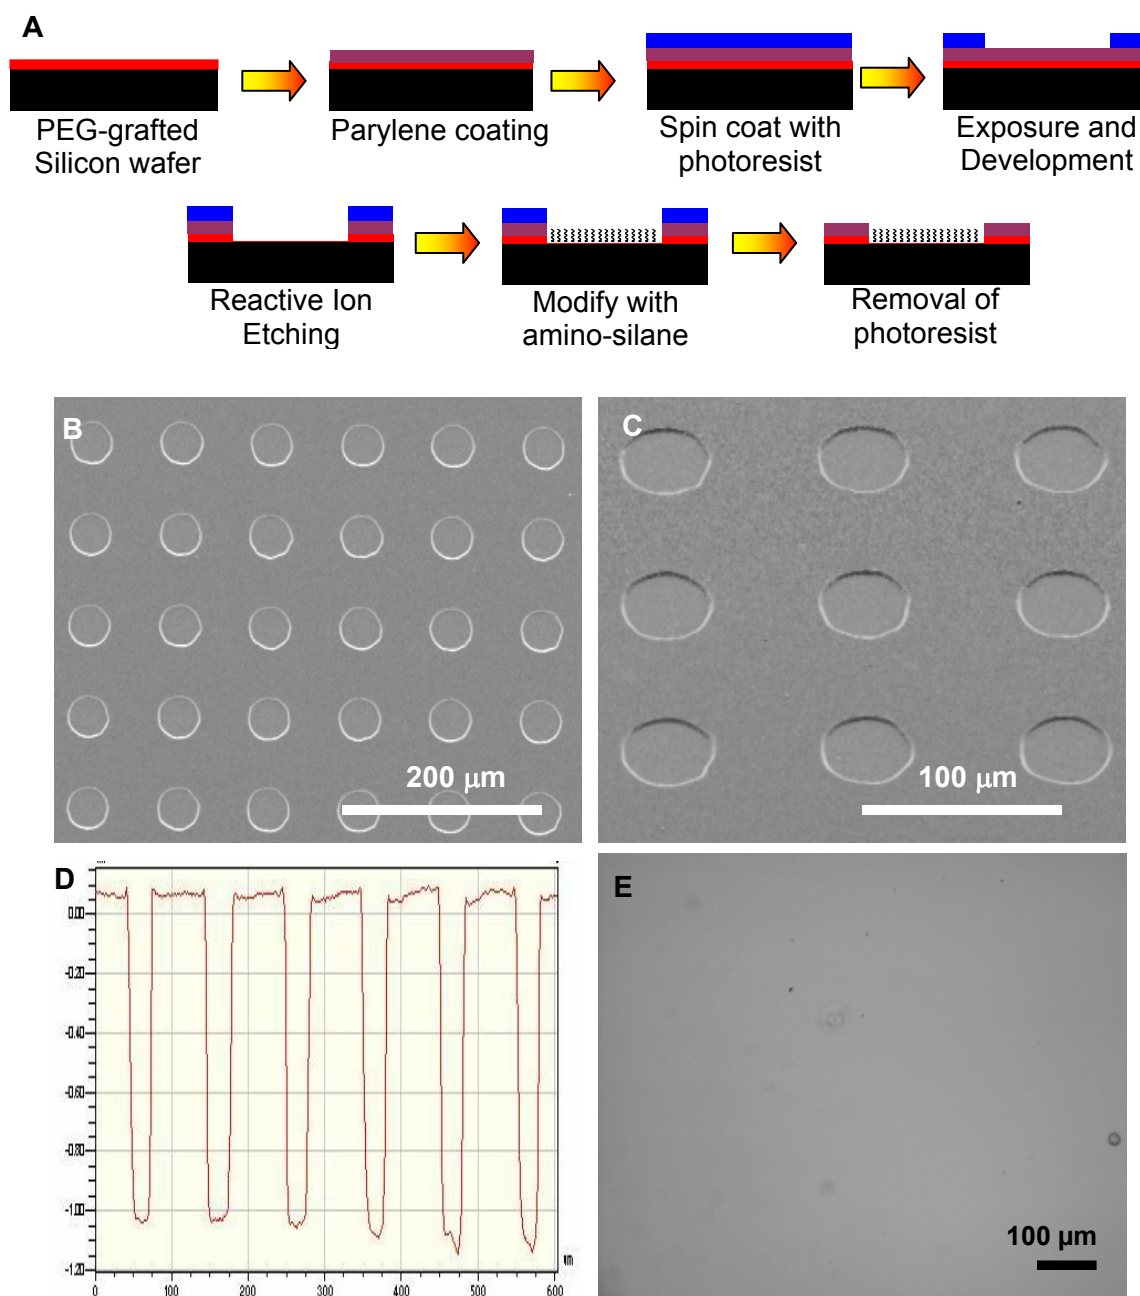 A
PEG-grafted
Silicon wafer
Parylene coating
Spin coat with
photoresist
Exposure and
Development
Reactive Ion
Etching
Modify with
amino-silane
Removal of
photoresist
B
200 μm
C
100 μm
D
0.00
-0.20
-0.40
-0.60
-0.80
-1.00
-1.20
um
0 100 200 300 400 500 600
E
100 μm